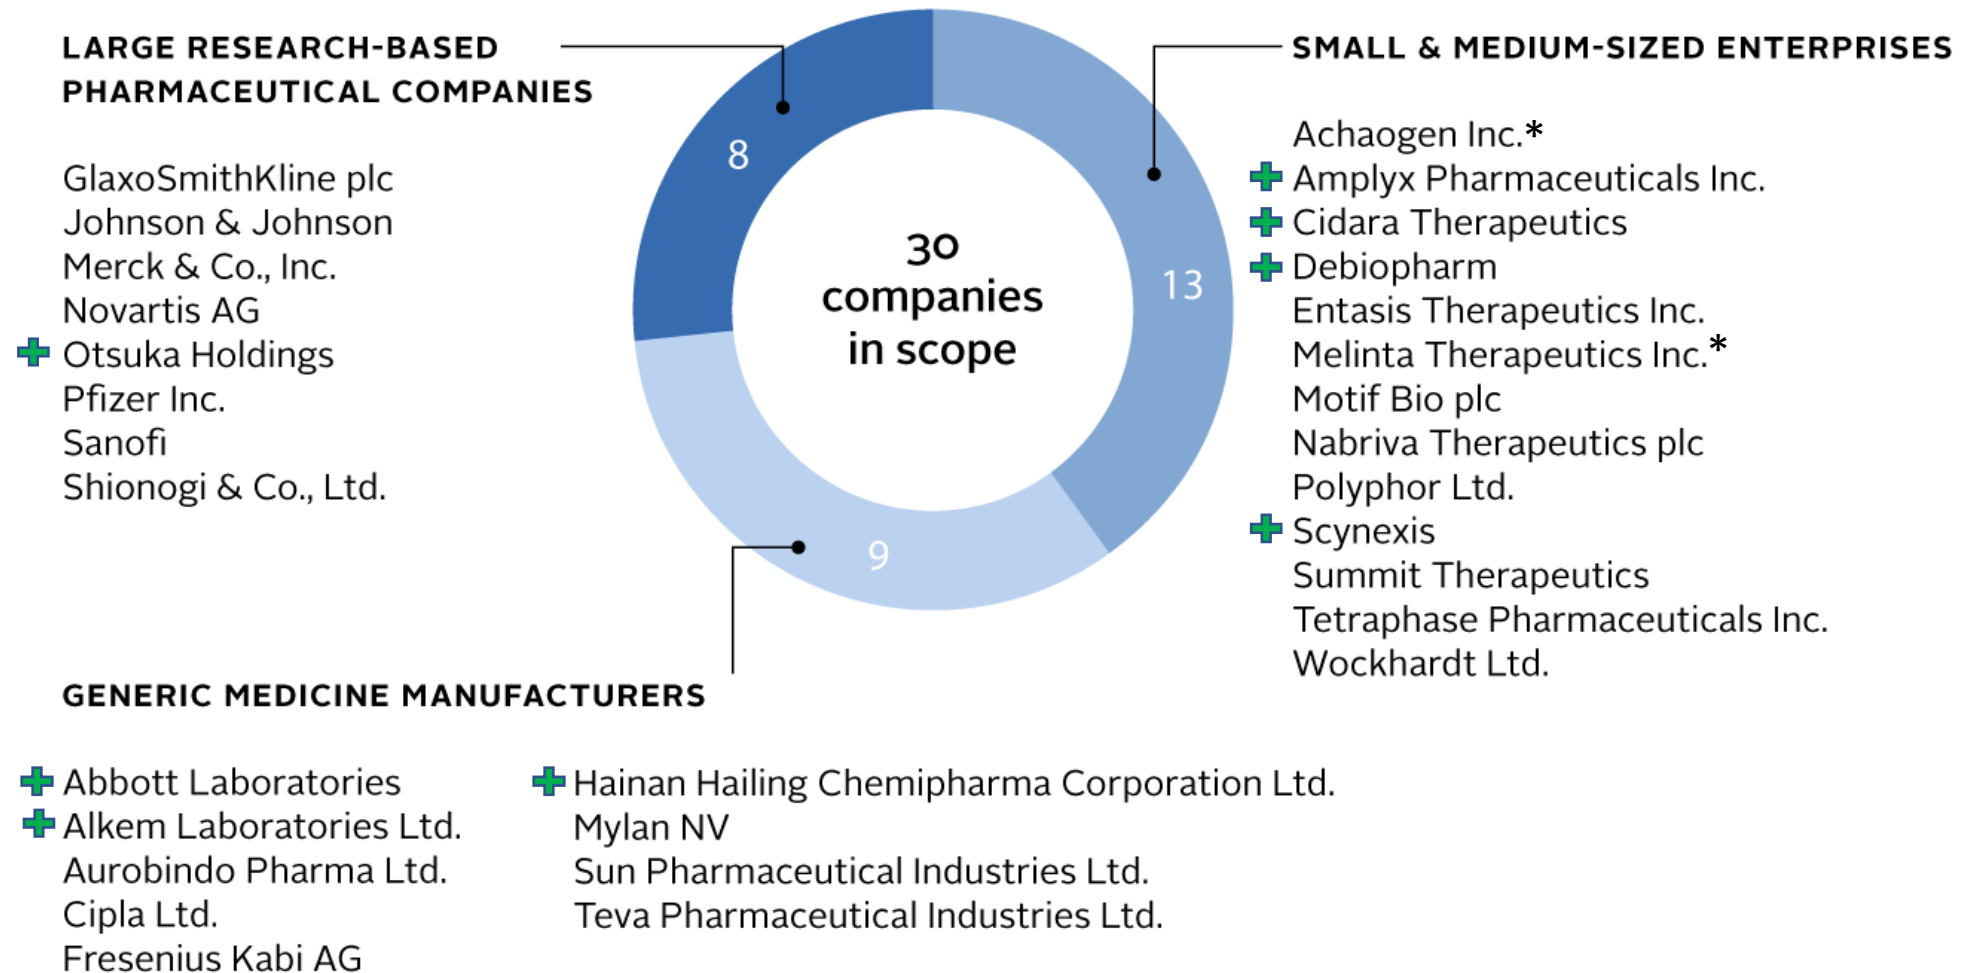 LARGE RESEARCH-BASED
PHARMACEUTICAL COMPANIES
GlaxoSmithKline plc
Johnson & Johnson
Merck & Co., Inc.
Novartis AG
Otsuka Holdings
Pfizer Inc.
Sanofi
Shionogi & Co., Ltd.
8
30
companies
in scope
13
9
SMALL & MEDIUM-SIZED ENTERPRISES
Achaogen Inc.*
Amplyx Pharmaceuticals Inc.
Cidara Therapeutics
Debiopharm
Entasis Therapeutics Inc.
Melinta Therapeutics Inc.*
Motif Bio plc
Nabriva Therapeutics plc
Polyphor Ltd.
Scynexis
Summit Therapeutics
Tetraphase Pharmaceuticals Inc.
Wockhardt Ltd.
GENERIC MEDICINE MANUFACTURERS
Abbott Laboratories
Alkem Laboratories Ltd.
Aurobindo Pharma Ltd.
Cipla Ltd.
Fresenius Kabi AG
Hainan Hailing Chemipharma Corporation Ltd.
Mylan NV
Sun Pharmaceutical Industries Ltd.
Teva Pharmaceutical Industries Ltd.